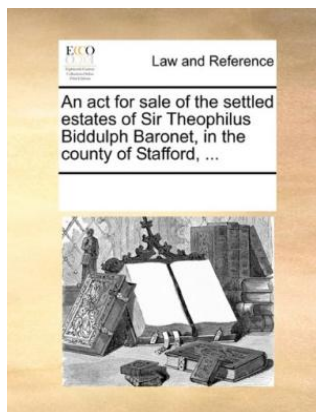 ECCO
Law and Reference
An act for sale of the settled
estates of Sir Theophilus
Biddulph Baronet, in the
county of Stafford, ...